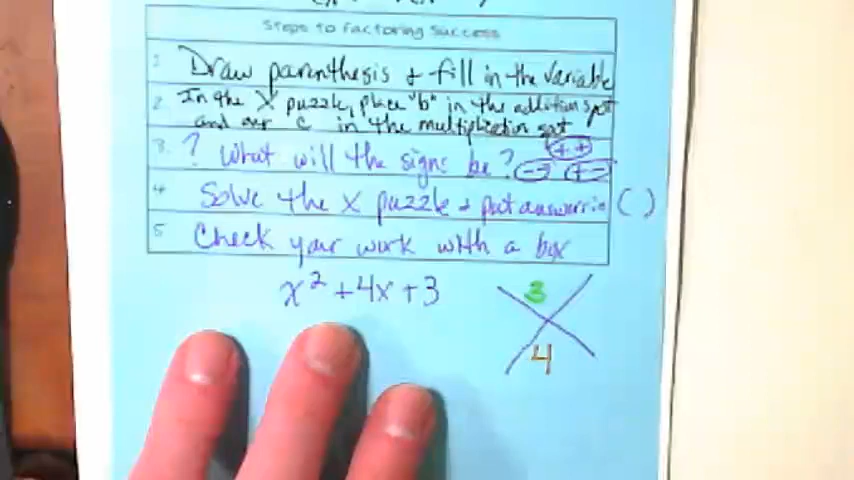 Steps to Factoring Success
1. Draw parenthesis + fill in the variable
2. In the X puzzle, place "b" in the addition spot
and our c in the multiplication spot
3. ? What will the signs be? ++
-- +-
4 Solve the X puzzle + put answer in ( )
5 Check your work with a box
x² + 4x + 3
3
4